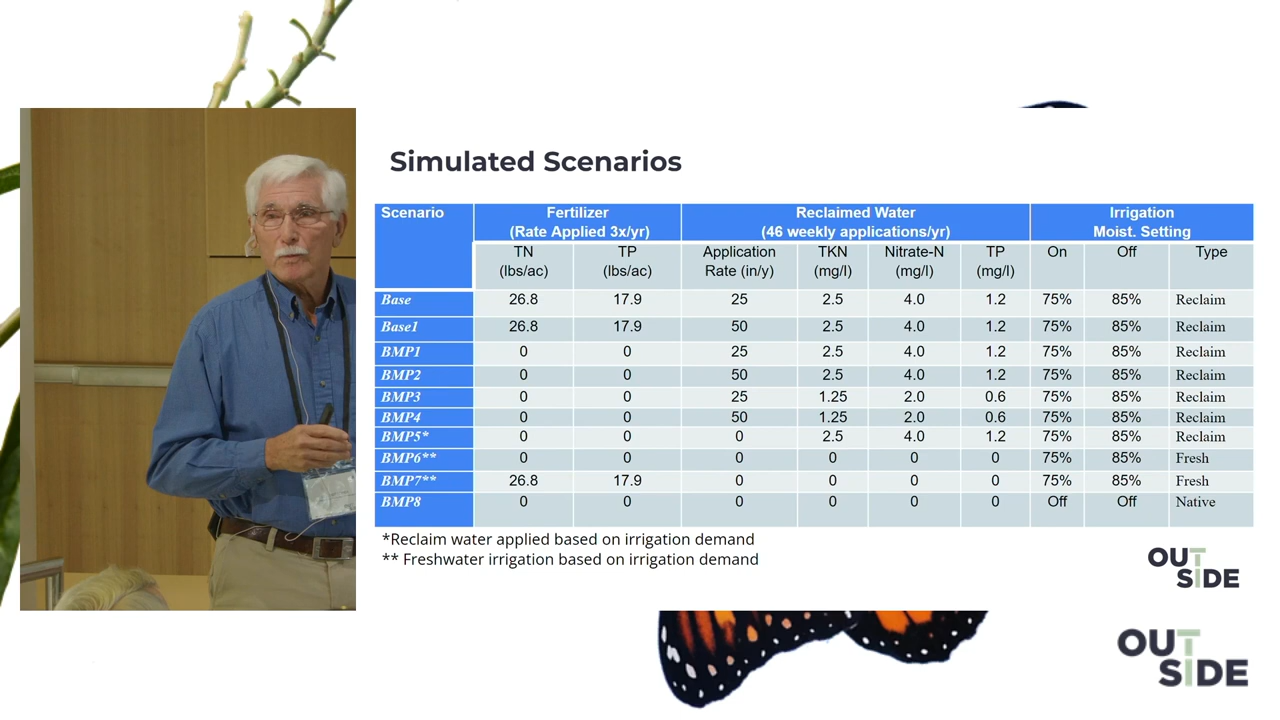 Simulated Scenarios
Scenario Fertilizer (Rate Applied 3x/yr) Reclaimed Water (46 weekly applications/yr) Irrigation Moist. Setting
TN (lbs/ac) TP (lbs/ac) Application Rate (in/y) TKN (mg/l) Nitrate-N (mg/l) TP (mg/l) On Off Type
Base 26.8 17.9 25 2.5 4.0 1.2 75% 85% Reclaim
Base1 26.8 17.9 50 2.5 4.0 1.2 75% 85% Reclaim
BMP1 0 0 25 2.5 4.0 1.2 75% 85% Reclaim
BMP2 0 0 50 2.5 4.0 1.2 75% 85% Reclaim
BMP3 0 0 25 1.25 2.0 0.6 75% 85% Reclaim
BMP4 0 0 50 1.25 2.0 0.6 75% 85% Reclaim
BMP5* 0 0 0 2.5 4.0 1.2 75% 85% Reclaim
BMP6** 0 0 0 0 0 0 75% 85% Fresh
BMP7** 26.8 17.9 0 0 0 0 75% 85% Fresh
BMP8 0 0 0 0 0 0 Off Off Native
*Reclaim water applied based on irrigation demand
** Freshwater irrigation based on irrigation demand
OUT
SIDE
OUT
SIDE